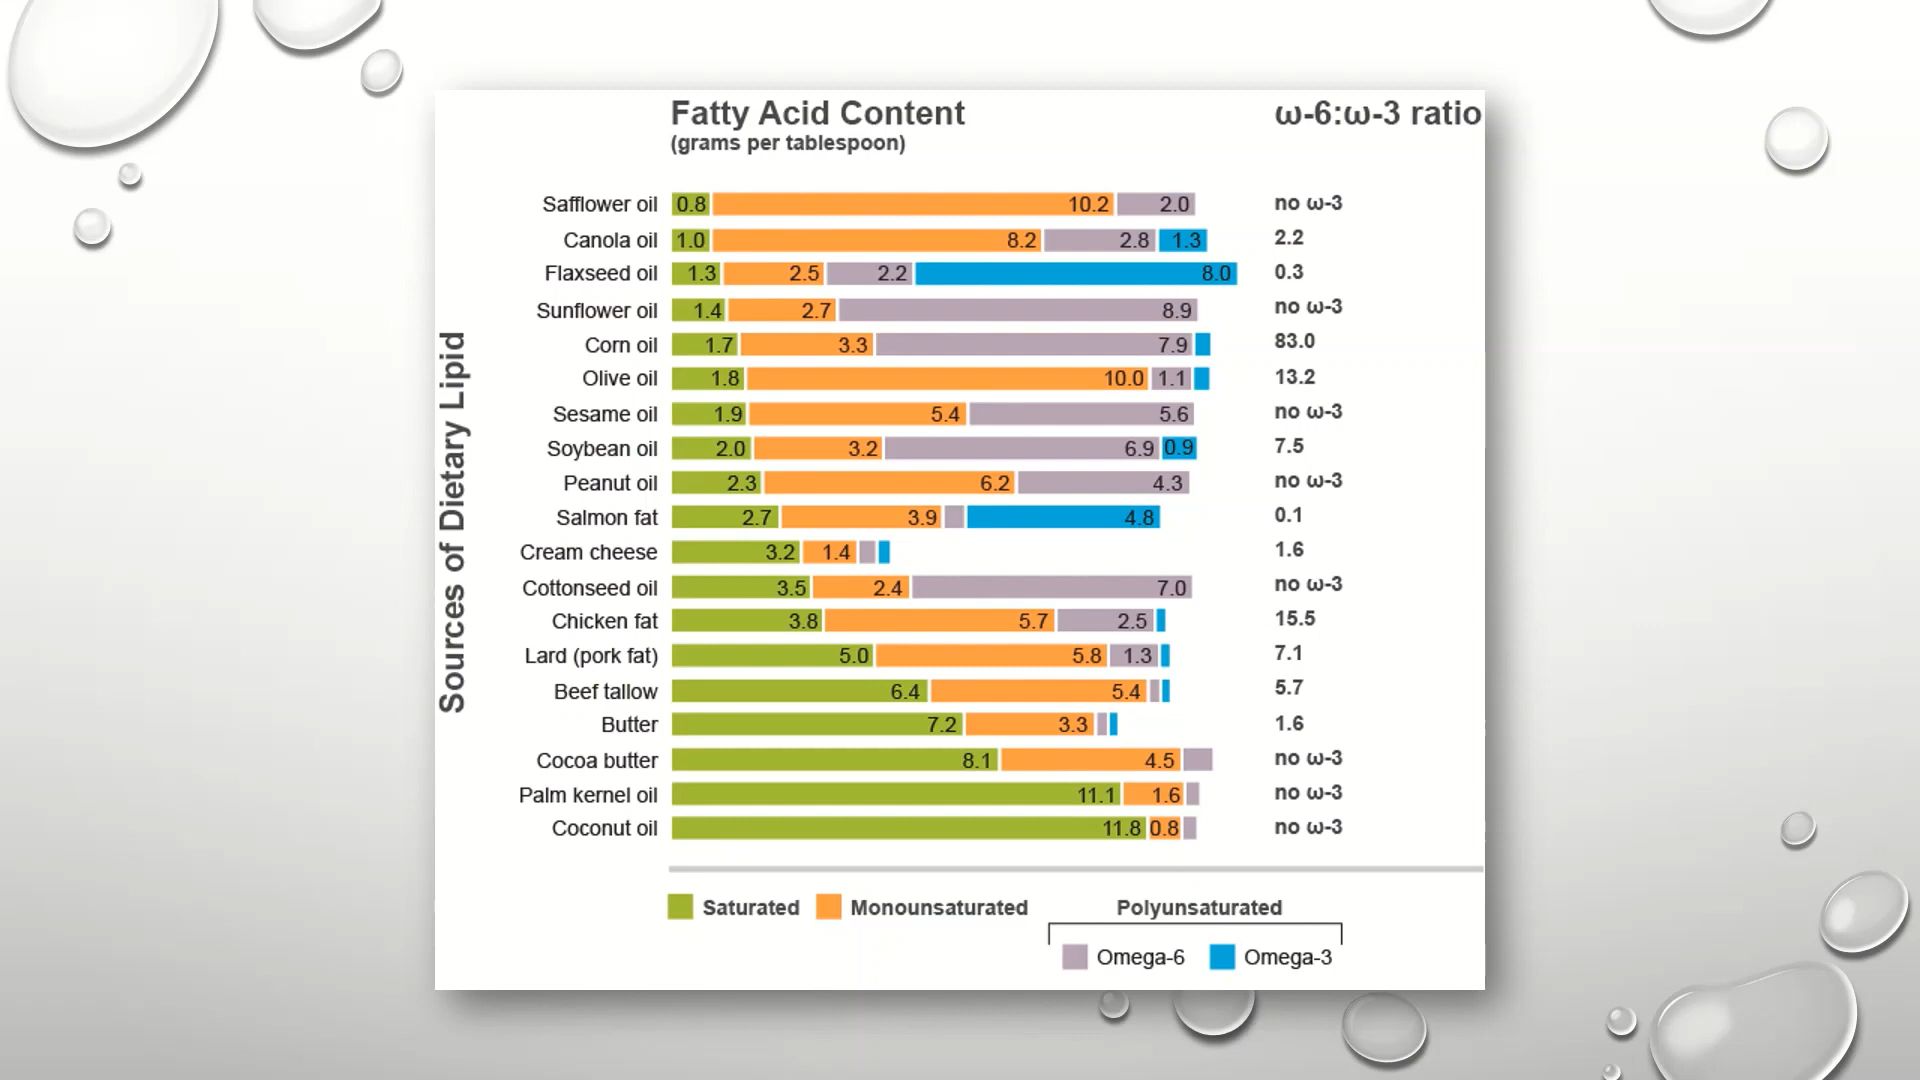 Fatty Acid Content
(grams per tablespoon)
ω-6:ω-3 ratio
Sources of Dietary Lipid
Safflower oil 0.8 10.2 2.0 no ω-3
Canola oil 1.0 8.2 2.8 1.3 2.2
Flaxseed oil 1.3 2.5 2.2 8.0 0.3
Sunflower oil 1.4 2.7 8.9 no ω-3
Corn oil 1.7 3.3 7.9 83.0
Olive oil 1.8 10.0 1.1 13.2
Sesame oil 1.9 5.4 5.6 no ω-3
Soybean oil 2.0 3.2 6.9 0.9 7.5
Peanut oil 2.3 6.2 4.3 no ω-3
Salmon fat 2.7 3.9 4.8 0.1
Cream cheese 3.2 1.4 1.6
Cottonseed oil 3.5 2.4 7.0 no ω-3
Chicken fat 3.8 5.7 2.5 15.5
Lard (pork fat) 5.0 5.8 1.3 7.1
Beef tallow 6.4 5.4 5.7
Butter 7.2 3.3 1.6
Cocoa butter 8.1 4.5 no ω-3
Palm kernel oil 11.1 1.6 no ω-3
Coconut oil 11.8 0.8 no ω-3
Saturated Monounsaturated Polyunsaturated
Omega-6 Omega-3